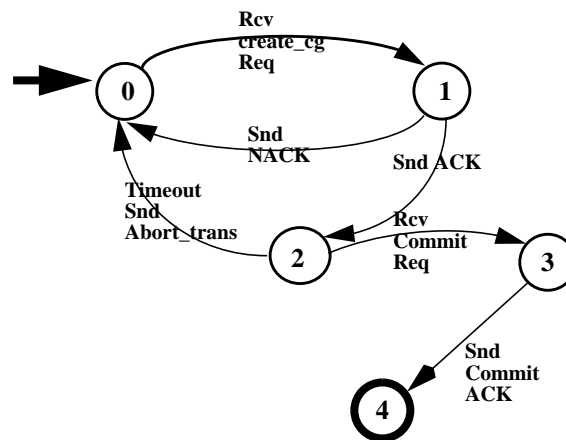 Rcv
create_cg
Req
0
1
Snd
NACK
Snd ACK
Timeout
Snd
Abort_trans
Rcv
Commit
Req
2
3
Snd
Commit
ACK
4